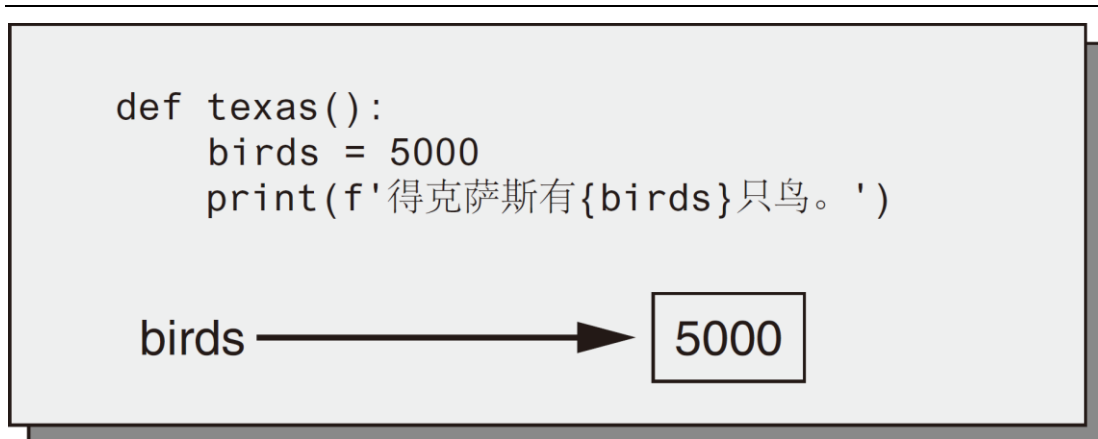 def texas():
    birds = 5000
    print(f'得克萨斯有{birds}只鸟。')
birds
5000